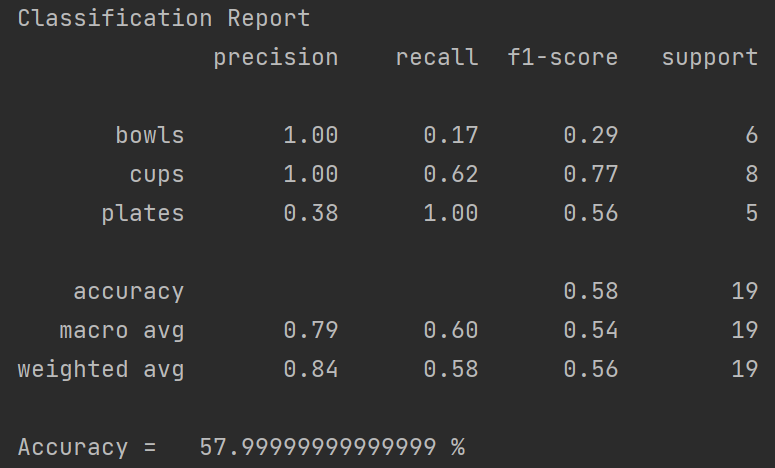 Classification Report
precision recall f1-score support
bowls 1.00 0.17 0.29 6
cups 1.00 0.62 0.77 8
plates 0.38 1.00 0.56 5
accuracy 0.58 19
macro avg 0.79 0.60 0.54 19
weighted avg 0.84 0.58 0.56 19
Accuracy = 57.99999999999999 %